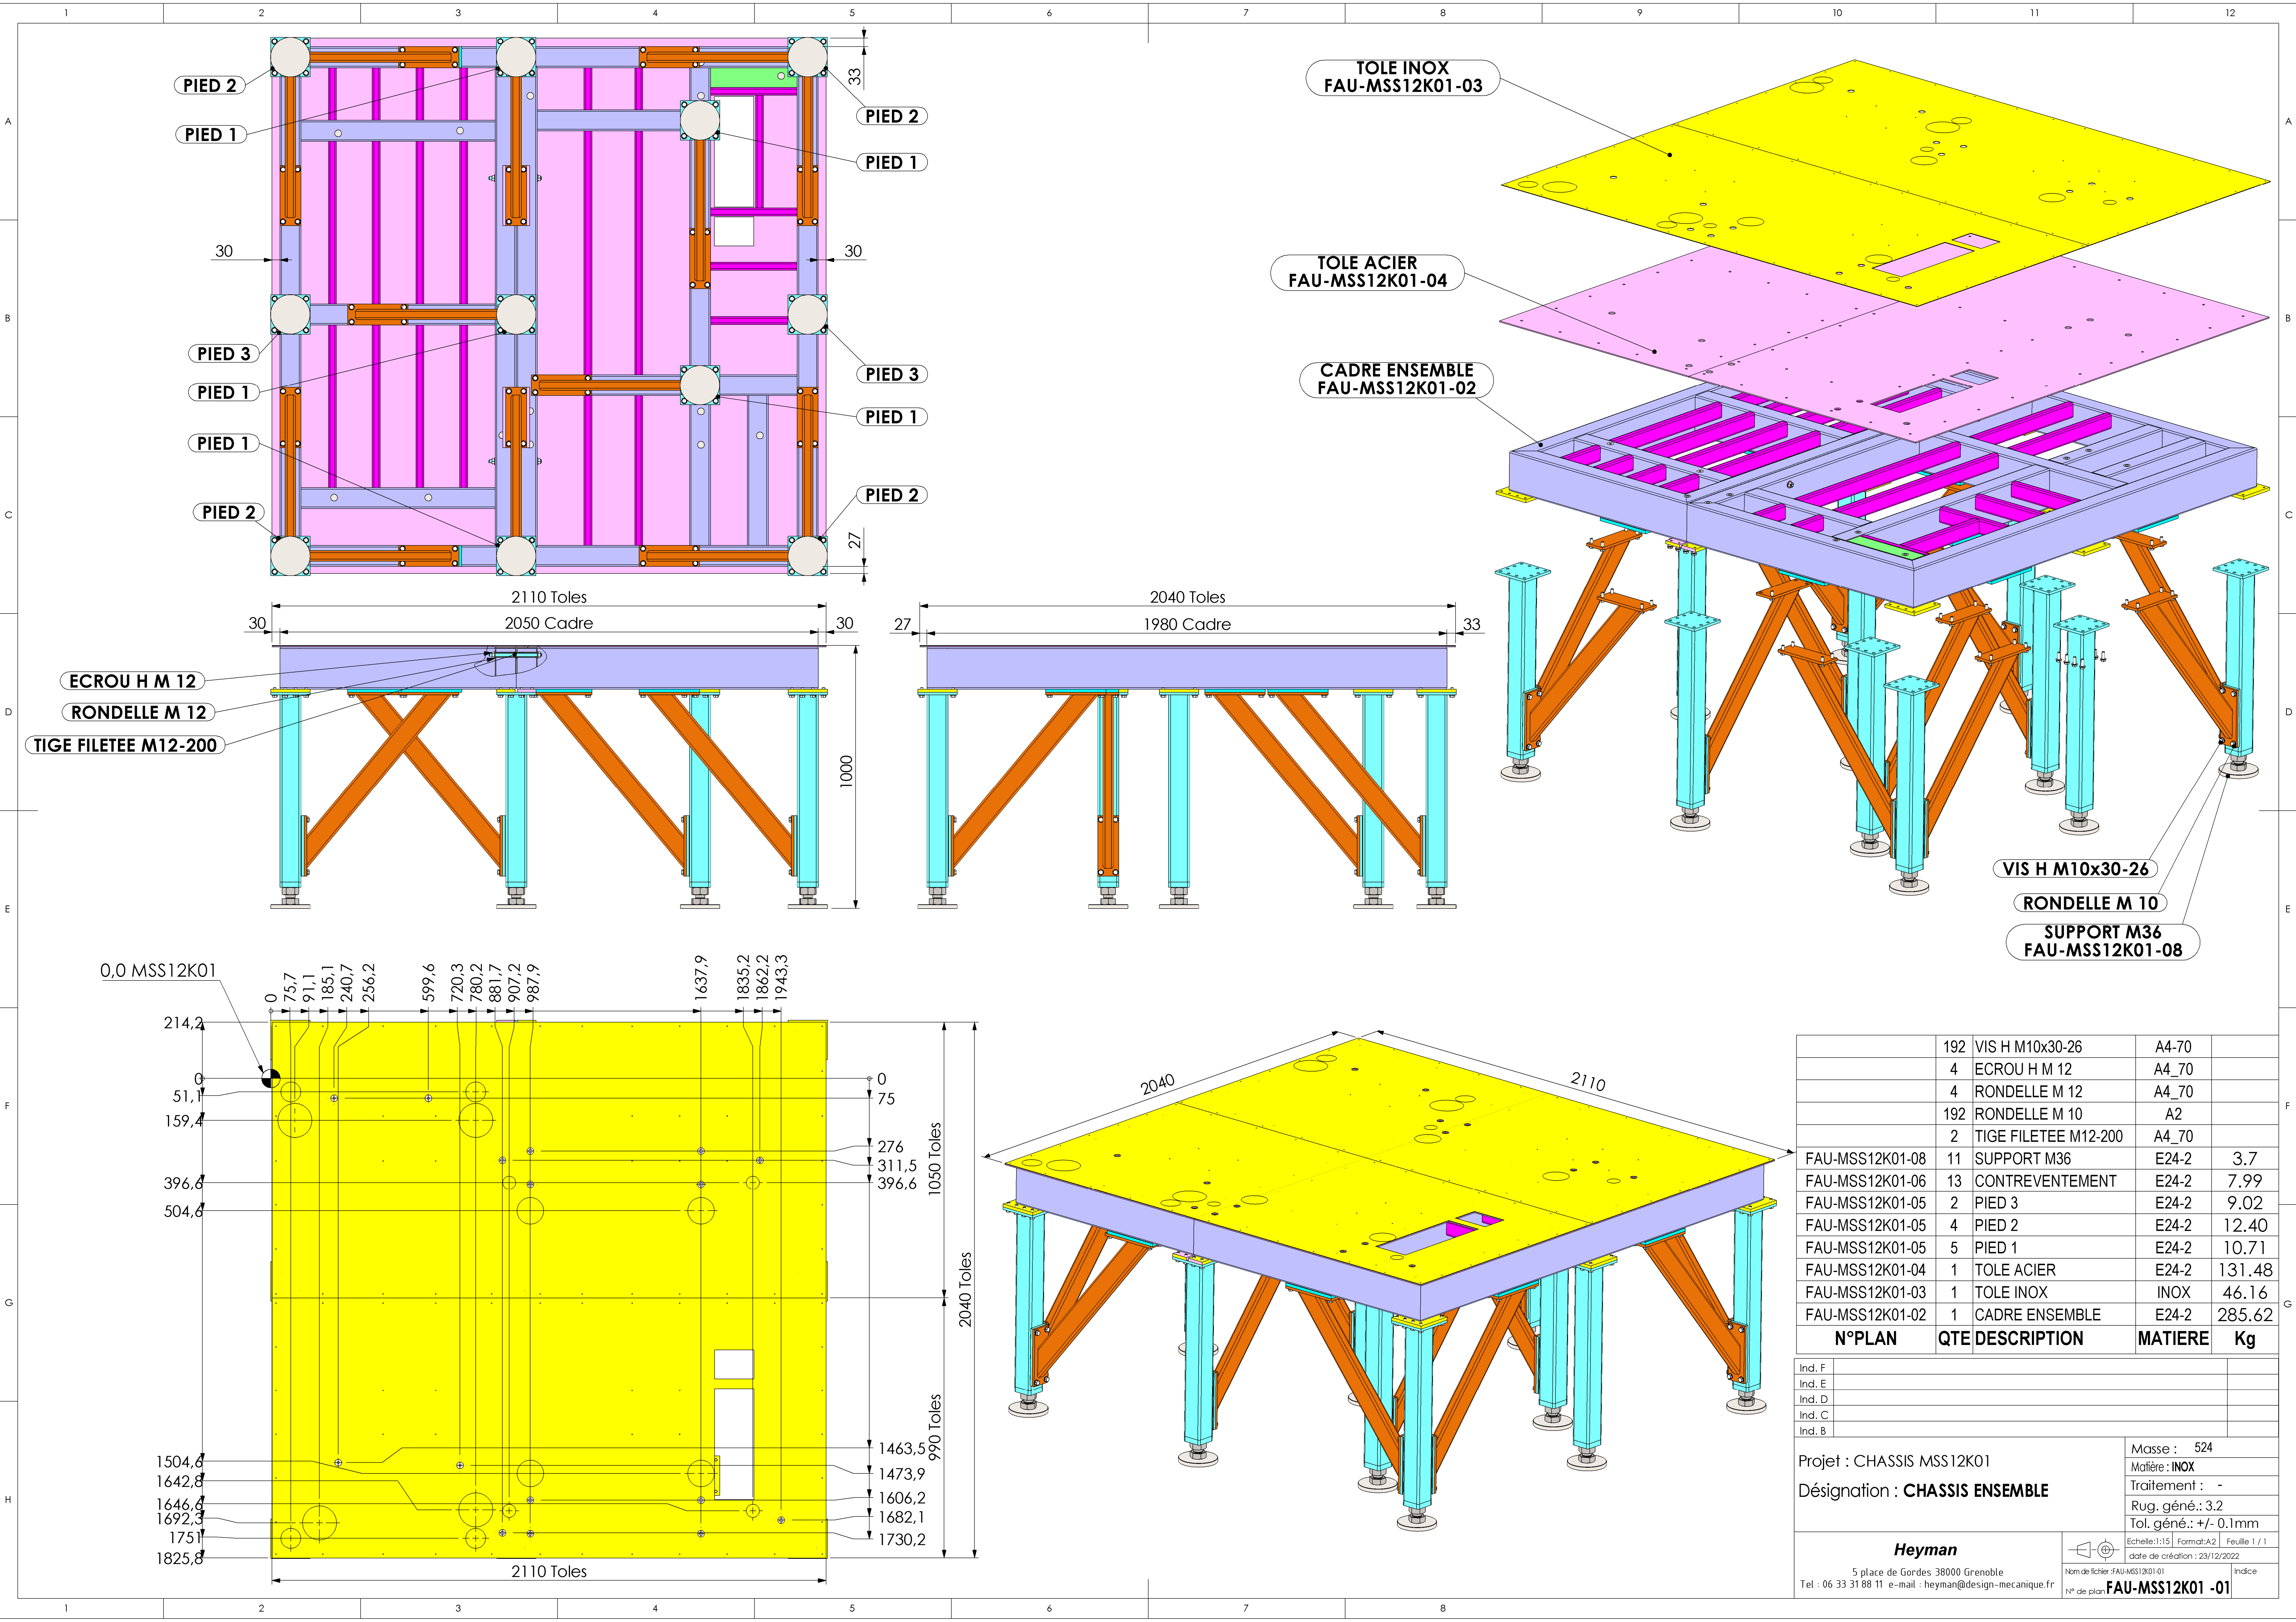 1 2 3 4 5 6 7 8 9 10 11 12
A
B
C
D
E
F
G
H
A
B
C
D
E
F
G
1 2 3 4 5 6 7 8
PIED 2
PIED 1
30
PIED 3
PIED 1
PIED 1
PIED 2
33
PIED 2
PIED 1
30
PIED 3
PIED 1
PIED 2
27
TOLE INOX
FAU-MSS12K01-03
TOLE ACIER
FAU-MSS12K01-04
CADRE ENSEMBLE
FAU-MSS12K01-02
VIS H M10x30-26
RONDELLE M 10
SUPPORT M36
FAU-MSS12K01-08
2110 Toles
30 2050 Cadre 30
ECROU H M 12
RONDELLE M 12
TIGE FILETEE M12-200
1000
2040 Toles
27 1980 Cadre 33
0,0 MSS12K01
0 75,7 91,1 185,1 240,7 256,2 599,6 720,3 780,2 881,7 907,2 987,9 1637,9 1835,2 1862,2 1943,3
214,2
0
51,1
159,4
396,6
504,6
1504,6
1642,8
1646,6
1692,3
1751
1825,8
0
75
276
311,5
396,6
1463,5
1473,9
1606,2
1682,1
1730,2
1050 Toles
990 Toles
2040 Toles
2110 Toles
2040
2110
192 VIS H M10x30-26 A4-70
4 ECROU H M 12 A4_70
4 RONDELLE M 12 A4_70
192 RONDELLE M 10 A2
2 TIGE FILETEE M12-200 A4_70
FAU-MSS12K01-08 11 SUPPORT M36 E24-2 3.7
FAU-MSS12K01-06 13 CONTREVENTEMENT E24-2 7.99
FAU-MSS12K01-05 2 PIED 3 E24-2 9.02
FAU-MSS12K01-05 4 PIED 2 E24-2 12.40
FAU-MSS12K01-05 5 PIED 1 E24-2 10.71
FAU-MSS12K01-04 1 TOLE ACIER E24-2 131.48
FAU-MSS12K01-03 1 TOLE INOX INOX 46.16
FAU-MSS12K01-02 1 CADRE ENSEMBLE E24-2 285.62
N°PLAN QTE DESCRIPTION MATIERE Kg
Ind. F
Ind. E
Ind. D
Ind. C
Ind. B
Projet : CHASSIS MSS12K01
Désignation : CHASSIS ENSEMBLE
Masse : 524
Matière : INOX
Traitement : -
Rug. géné.: 3.2
Tol. géné.: +/- 0.1mm
Heyman
5 place de Gordes 38000 Grenoble
Tel : 06 33 31 88 11 e-mail : heyman@design-mecanique.fr
Echelle:1:15 Format:A2 Feuille 1 / 1
date de création : 23/12/2022
Nom de fichier :FAU-MSS12K01-01 Indice
N° de plan FAU-MSS12K01 -01